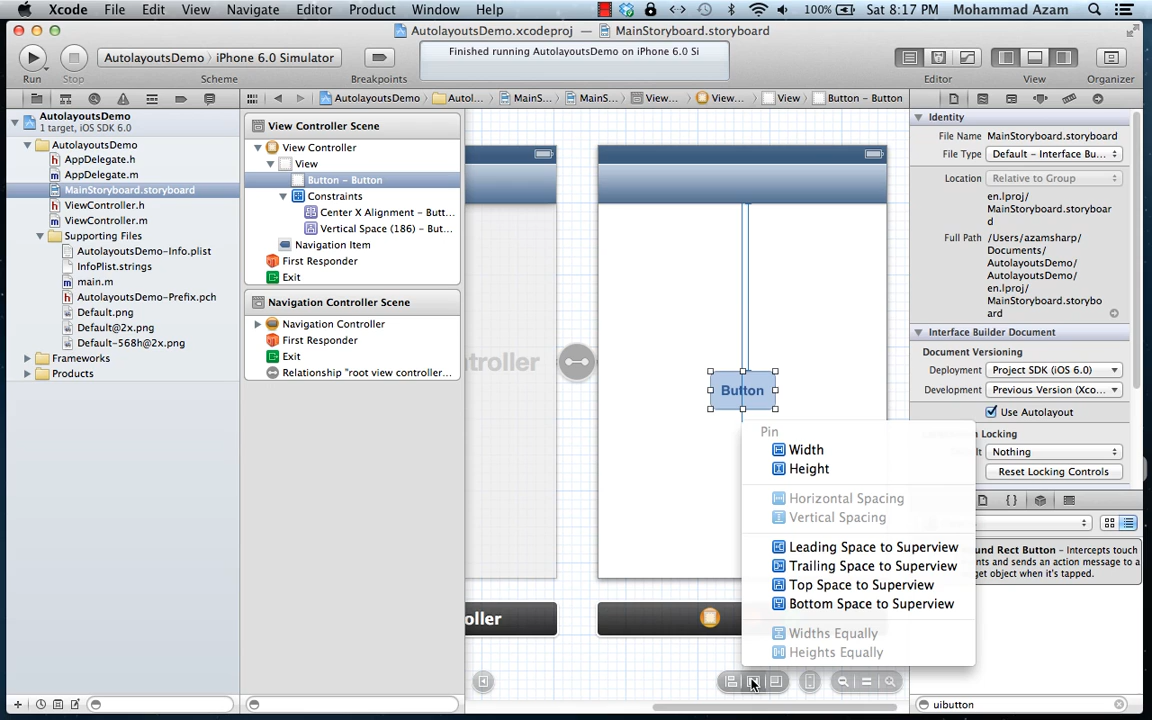 Xcode File Edit View Navigate Editor Product Window Help 100% Sat 8:17 PM Mohammad Azam
AutolayoutsDemo.xcodeproj — MainStoryboard.storyboard
AutolayoutsDemo iPhone 6.0 Simulator
Finished running AutolayoutsDemo on iPhone 6.0 Si
Run Stop Scheme Breakpoints Editor View Organizer
AutolayoutsDemo Autol... MainS... MainS... View... View... View Button - Button
AutolayoutsDemo
1 target, iOS SDK 6.0
AutolayoutsDemo
h AppDelegate.h
m AppDelegate.m
MainStoryboard.storyboard
h ViewController.h
m ViewController.m
Supporting Files
AutolayoutsDemo-Info.plist
InfoPlist.strings
m main.m
h AutolayoutsDemo-Prefix.pch
Default.png
Default@2x.png
Default-568h@2x.png
Frameworks
Products
View Controller Scene
View Controller
View
Button - Button
Constraints
Center X Alignment - Butt...
Vertical Space (186) - But...
Navigation Item
First Responder
Exit
Navigation Controller Scene
Navigation Controller
First Responder
Exit
Relationship "root view controller...
ntroller
oller
Button
Pin
Width
Height
Horizontal Spacing
Vertical Spacing
Leading Space to Superview
Trailing Space to Superview
Top Space to Superview
Bottom Space to Superview
Widths Equally
Heights Equally
Identity
File Name MainStoryboard.storyboard
File Type Default - Interface Bu...
Location Relative to Group
en.lproj/
MainStoryboard.storyboar
d
Full Path /Users/azamsharp/
Documents/
AutolayoutsDemo/
AutolayoutsDemo/
en.lproj/
MainStoryboard.storybo
ard
Interface Builder Document
Document Versioning
Deployment Project SDK (iOS 6.0)
Development Previous Version (Xco...
Use Autolayout
Locking
Nothing
Reset Locking Controls
{ }
und Rect Button - Intercepts touch
nts and sends an action message to a
get object when it's tapped.
uibutton